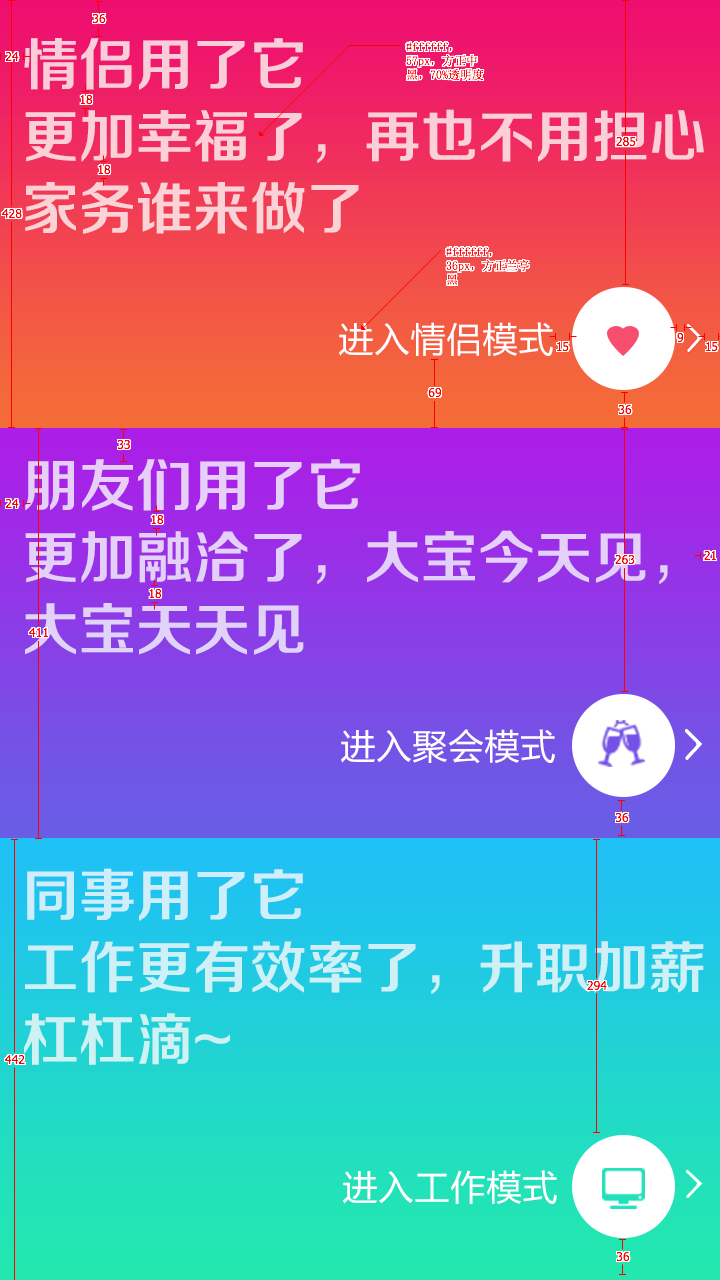 36
24
情侣用了它
#ffffff,
57px，方正中
黑，70%透明度
18
更加幸福了，再也不用担心
285
18
家务谁来做了
428
#ffffff,
36px，方正兰亭
黑
进入情侣模式
15
9
15
69
36
33
朋友们用了它
24
18
更加融洽了，大宝今天见，
263
21
18
大宝天天见
411
进入聚会模式
36
同事用了它
工作更有效率了，升职加薪
294
杠杠滴~
442
进入工作模式
36